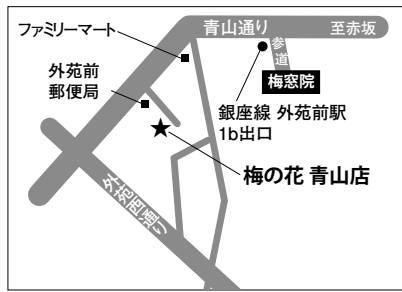 青山通り
至赤坂
ファミリーマート
参道
梅窓院
外苑前
郵便局
銀座線 外苑前駅
1b出口
梅の花 青山店
外苑西通り